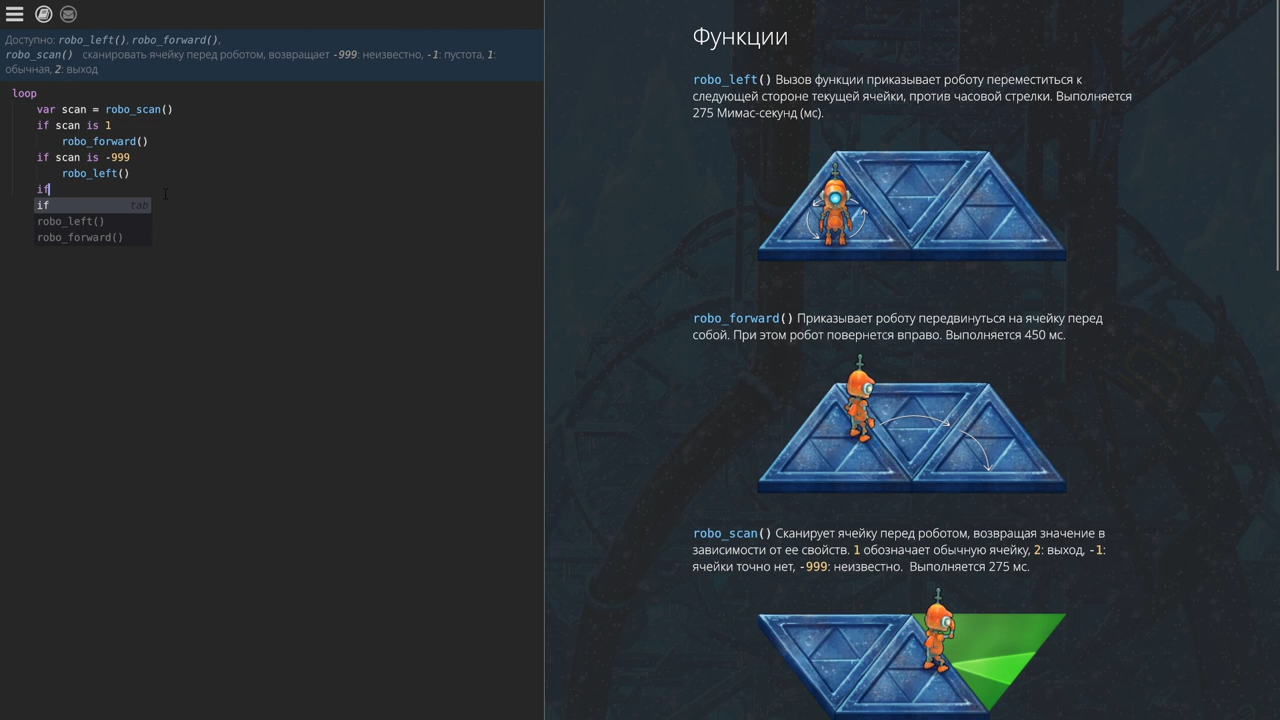 Доступно: robo_left(), robo_forward(),
robo_scan() сканировать ячейку перед роботом, возвращает -999: неизвестно, -1: пустота, 1:
обычная, 2: выход
loop
var scan = robo_scan()
if scan is 1
robo_forward()
if scan is -999
robo_left()
if
if tab
robo_left()
robo_forward()
Функции
robo_left() Вызов функции приказывает роботу переместиться к
следующей стороне текущей ячейки, против часовой стрелки. Выполняется
275 Мимас-секунд (мс).
robo_forward() Приказывает роботу передвинуться на ячейку перед
собой. При этом робот повернется вправо. Выполняется 450 мс.
robo_scan() Сканирует ячейку перед роботом, возвращая значение в
зависимости от ее свойств. 1 обозначает обычную ячейку, 2: выход, -1:
ячейки точно нет, -999: неизвестно. Выполняется 275 мс.